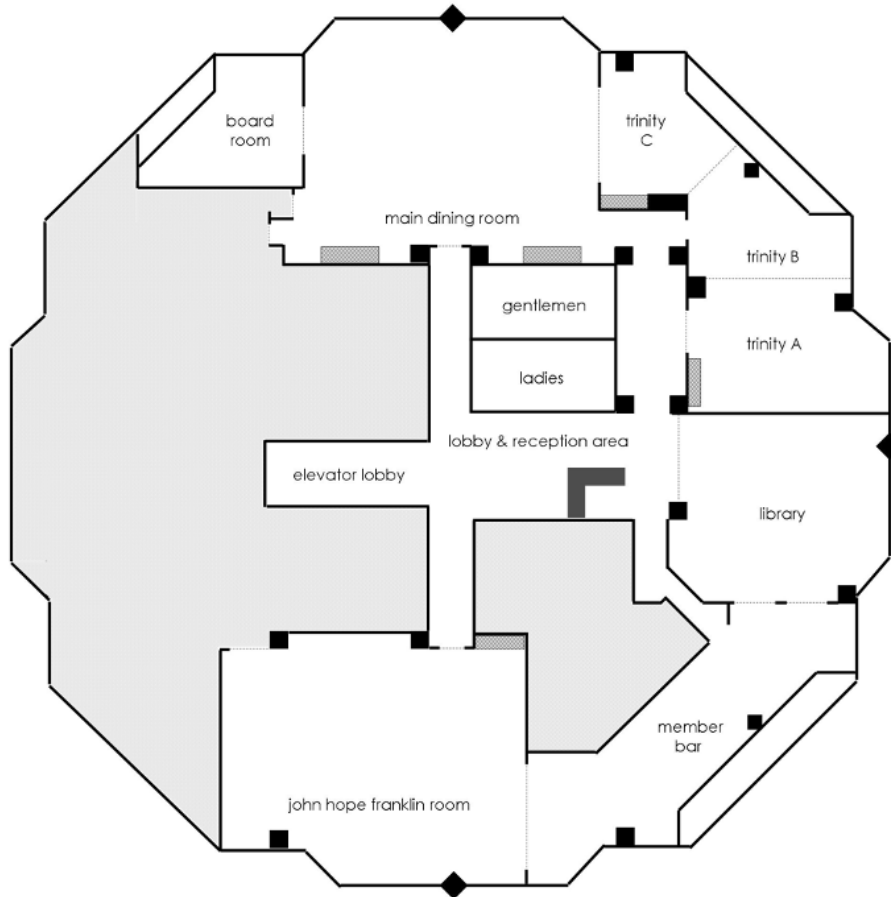 board
room
trinity
C
main dining room
trinity B
gentlemen
trinity A
ladies
lobby & reception area
elevator lobby
library
member
bar
john hope franklin room